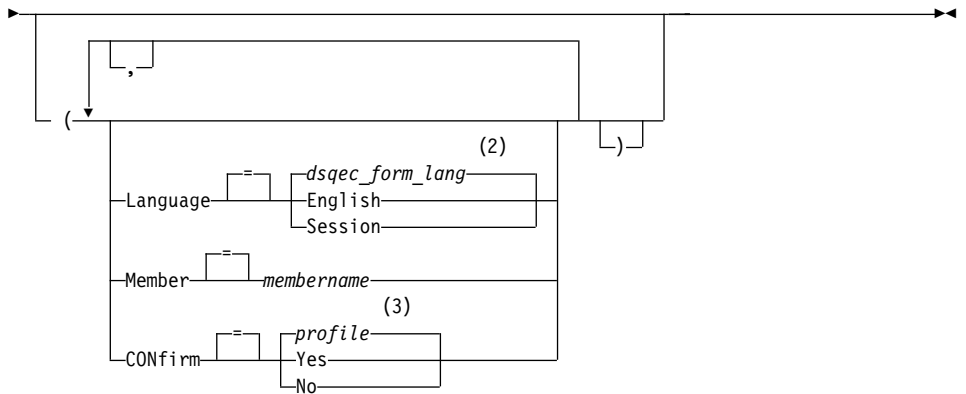 ,
( )
(2)
= dsqec_form_lang
Language English
Session
=
Member membername
(3)
= profile
CONfirm Yes
No